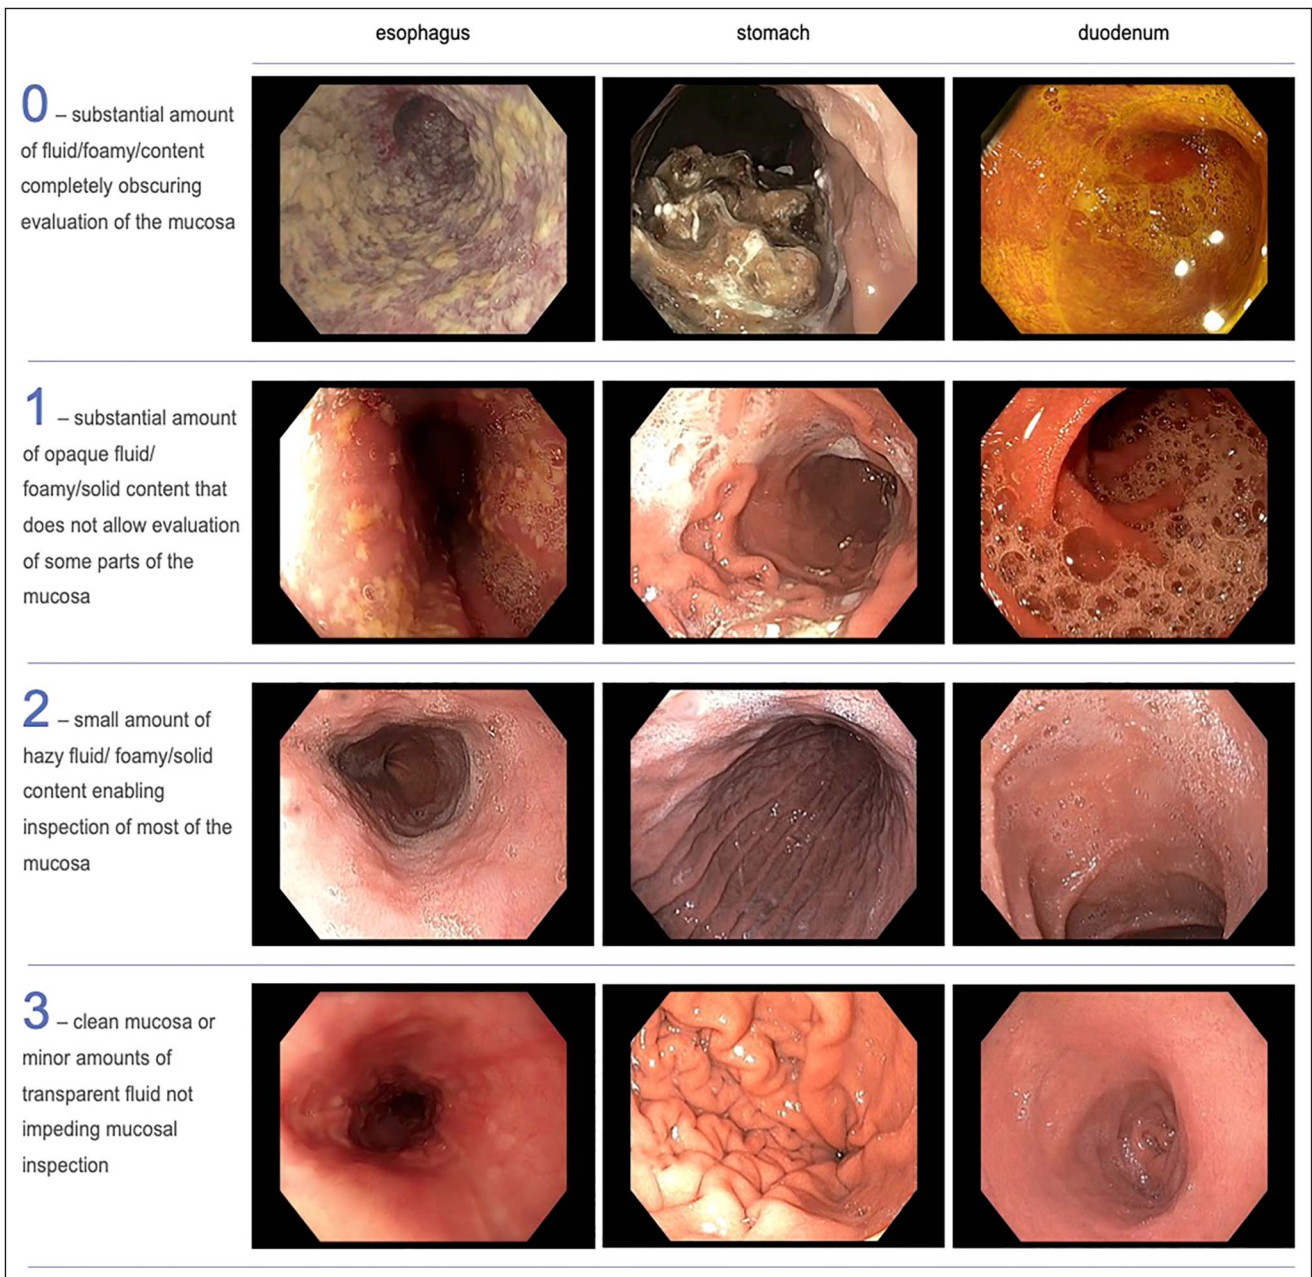 esophagus stomach duodenum
0 – substantial amount
of fluid/foamy/content
completely obscuring
evaluation of the mucosa
1 – substantial amount
of opaque fluid/
foamy/solid content that
does not allow evaluation
of some parts of the
mucosa
2 – small amount of
hazy fluid/ foamy/solid
content enabling
inspection of most of the
mucosa
3 – clean mucosa or
minor amounts of
transparent fluid not
impeding mucosal
inspection